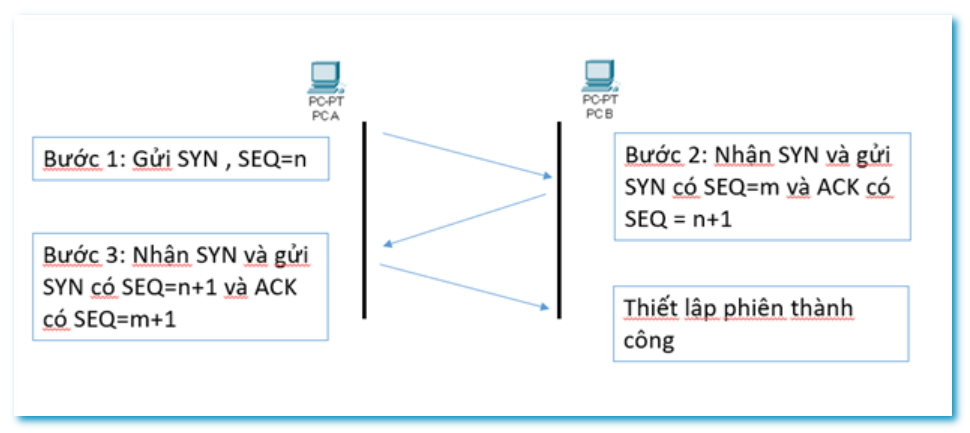 PC-PT
PC A
PC-PT
PC B
Bước 1: Gửi SYN , SEQ=n
Bước 2: Nhận SYN và gửi
SYN có SEQ=m và ACK có
SEQ = n+1
Bước 3: Nhận SYN và gửi
SYN có SEQ=n+1 và ACK
có SEQ=m+1
Thiết lập phiên thành
công